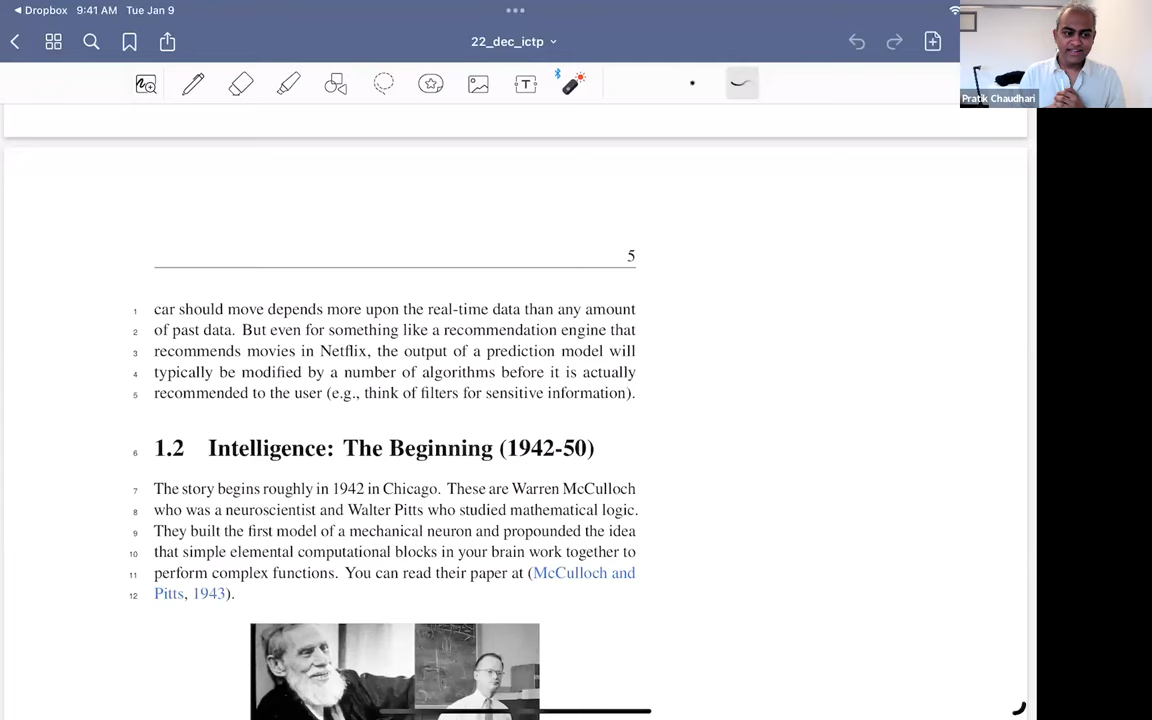 Dropbox 9:41 AM Tue Jan 9
22_dec_ictp
T
Pratik Chaudhari
5
1 car should move depends more upon the real-time data than any amount
2 of past data. But even for something like a recommendation engine that
3 recommends movies in Netflix, the output of a prediction model will
4 typically be modified by a number of algorithms before it is actually
5 recommended to the user (e.g., think of filters for sensitive information).
6 1.2 Intelligence: The Beginning (1942-50)
7 The story begins roughly in 1942 in Chicago. These are Warren McCulloch
8 who was a neuroscientist and Walter Pitts who studied mathematical logic.
9 They built the first model of a mechanical neuron and propounded the idea
10 that simple elemental computational blocks in your brain work together to
11 perform complex functions. You can read their paper at (McCulloch and
12 Pitts, 1943).